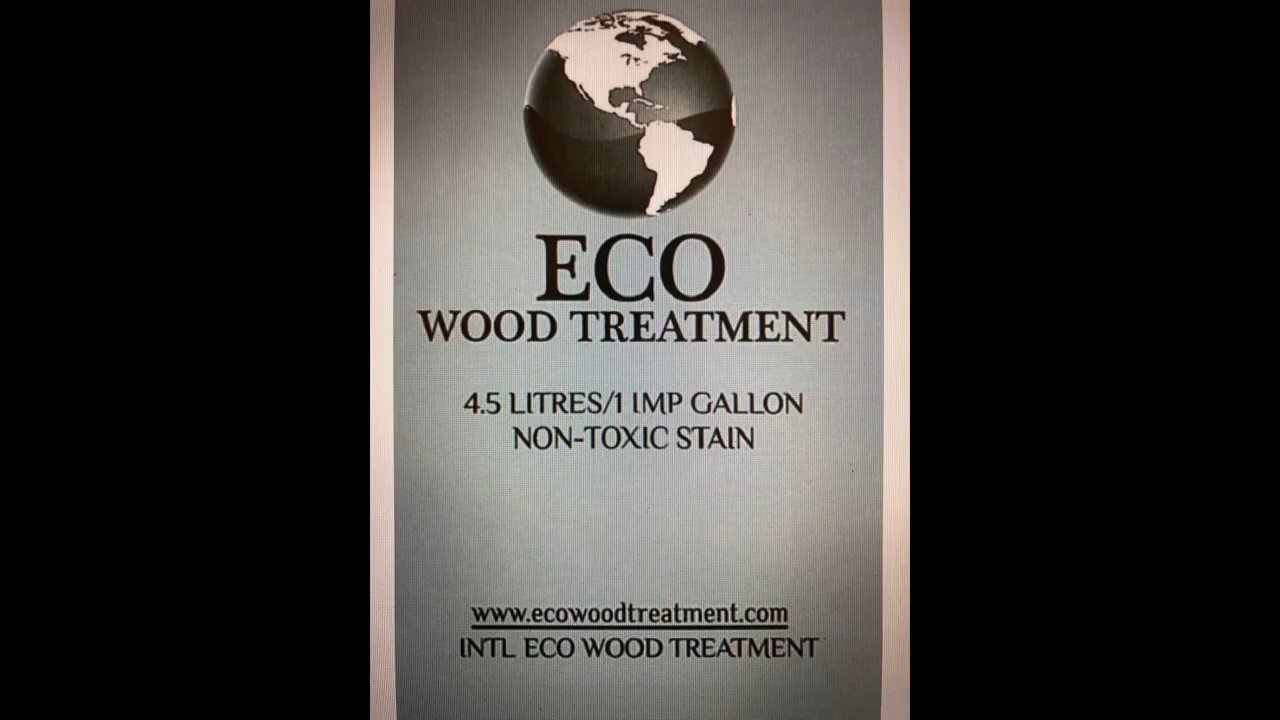 ECO
WOOD TREATMENT
4.5 LITRES/1 IMP GALLON
NON-TOXIC STAIN
www.ecowoodtreatment.com
INTL ECO WOOD TREATMENT